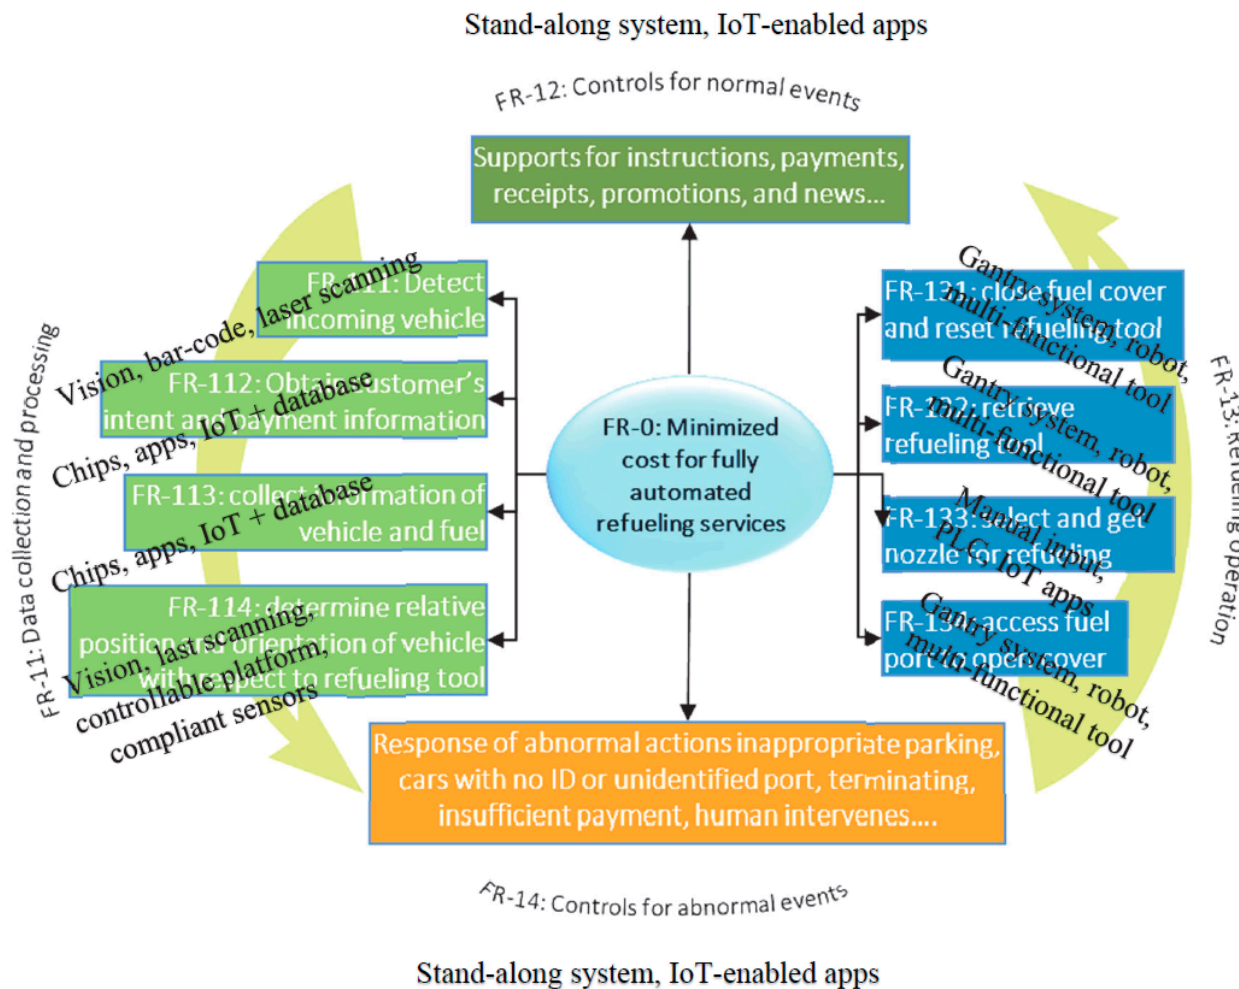 Stand-along system, IoT-enabled apps
FR-12: Controls for normal events
Supports for instructions, payments,
receipts, promotions, and news...
FR-11: Data collection and processing
FR-111: Detect
incoming vehicle
Vision, bar-code, laser scanning
FR-112: Obtain customer's
intent and payment information
Chips, apps, IoT + database
FR-113: collect information of
vehicle and fuel
Chips, apps, IoT + database
FR-114: determine relative
position and orientation of vehicle
with respect to refueling tool
Vision, last scanning,
controllable platform,
compliant sensors
FR-0: Minimized
cost for fully
automated
refueling services
FR-131: close fuel cover
and reset refueling tool
Gantry system, robot,
multi-functional tool
FR-132: retrieve
refueling tool
Gantry system, robot,
multi-functional tool
FR-133: select and get
nozzle for refueling
Manual input,
PLC, IoT apps
FR-134: access fuel
port to open cover
Gantry system, robot,
multi-functional tool
FR-13: Refueling operation
Response of abnormal actions inappropriate parking,
cars with no ID or unidentified port, terminating,
insufficient payment, human intervenes....
FR-14: Controls for abnormal events
Stand-along system, IoT-enabled apps